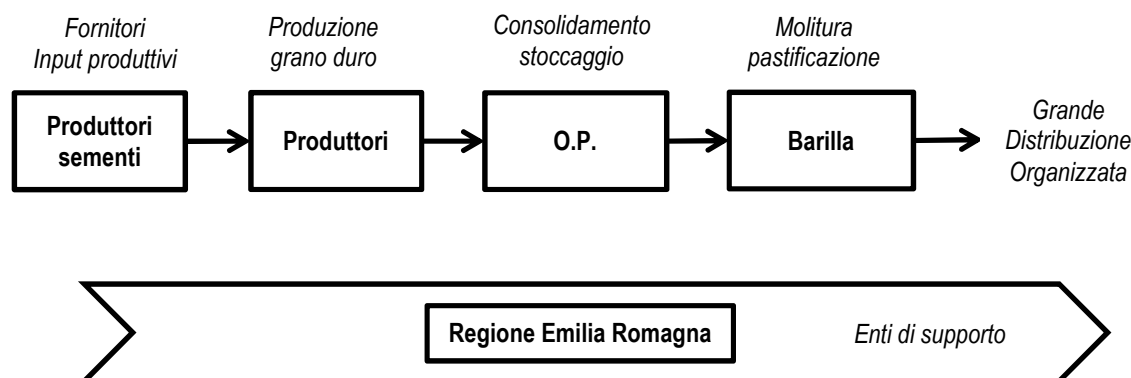 Fornitori
Input produttivi
Produzione
grano duro
Consolidamento
stoccaggio
Molitura
pastificazione
Produttori
sementi
Produttori
O.P.
Barilla
Grande
Distribuzione
Organizzata
Regione Emilia Romagna
Enti di supporto